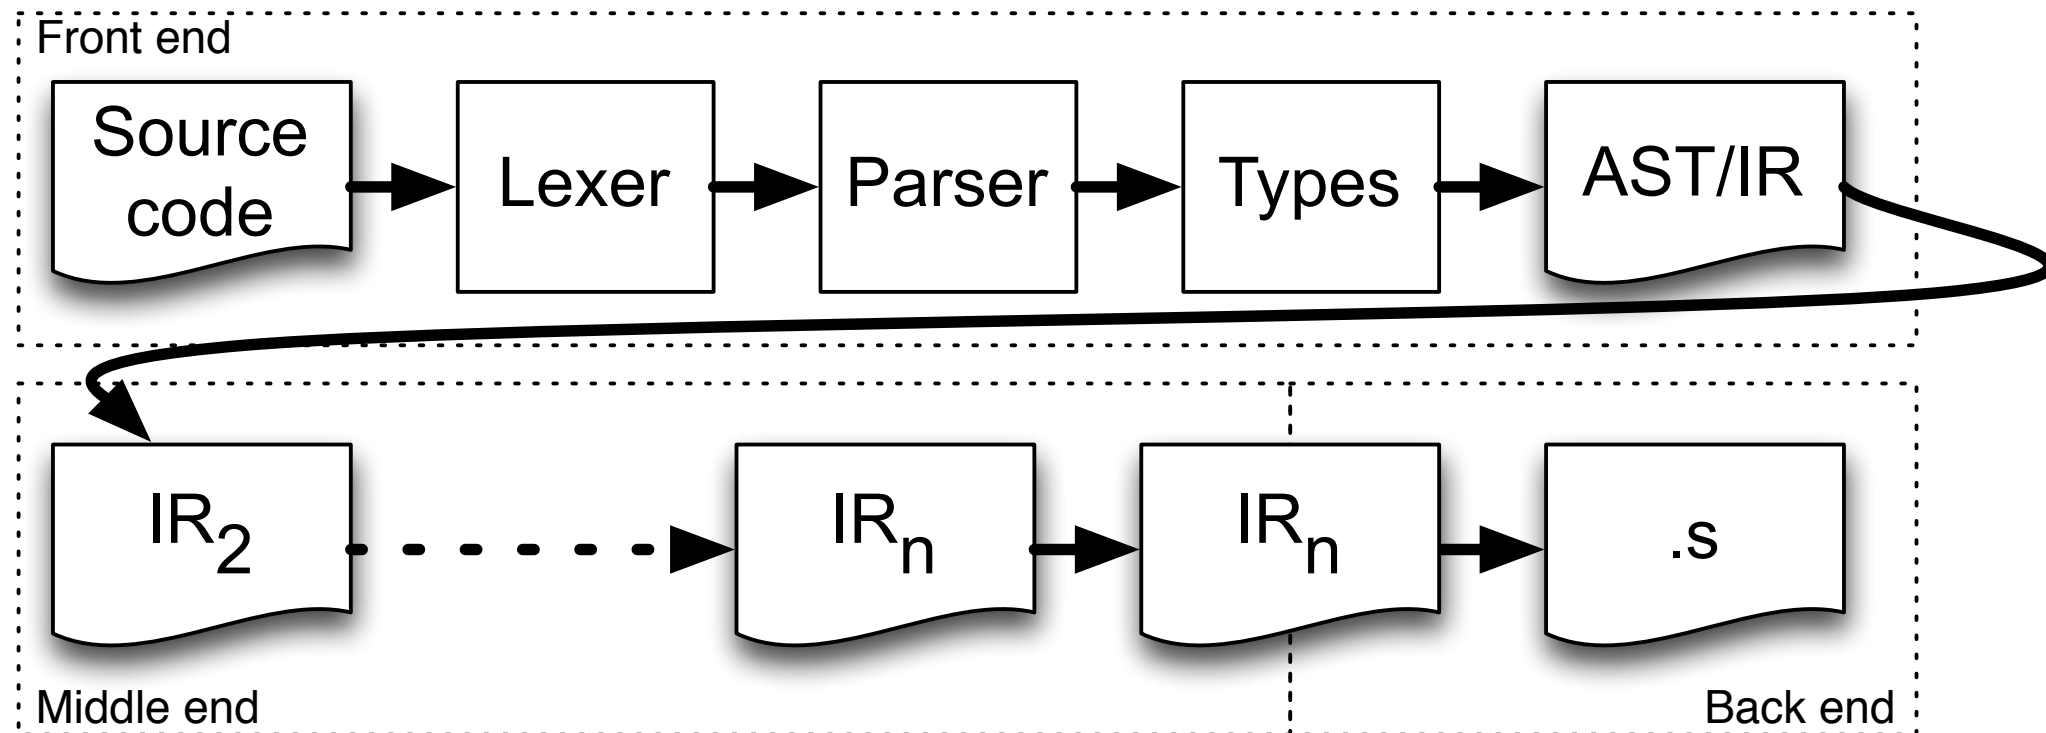 Front end
Source
code
Lexer
Parser
Types
AST/IR
IR2
IRn
IRn
.s
Middle end
Back end